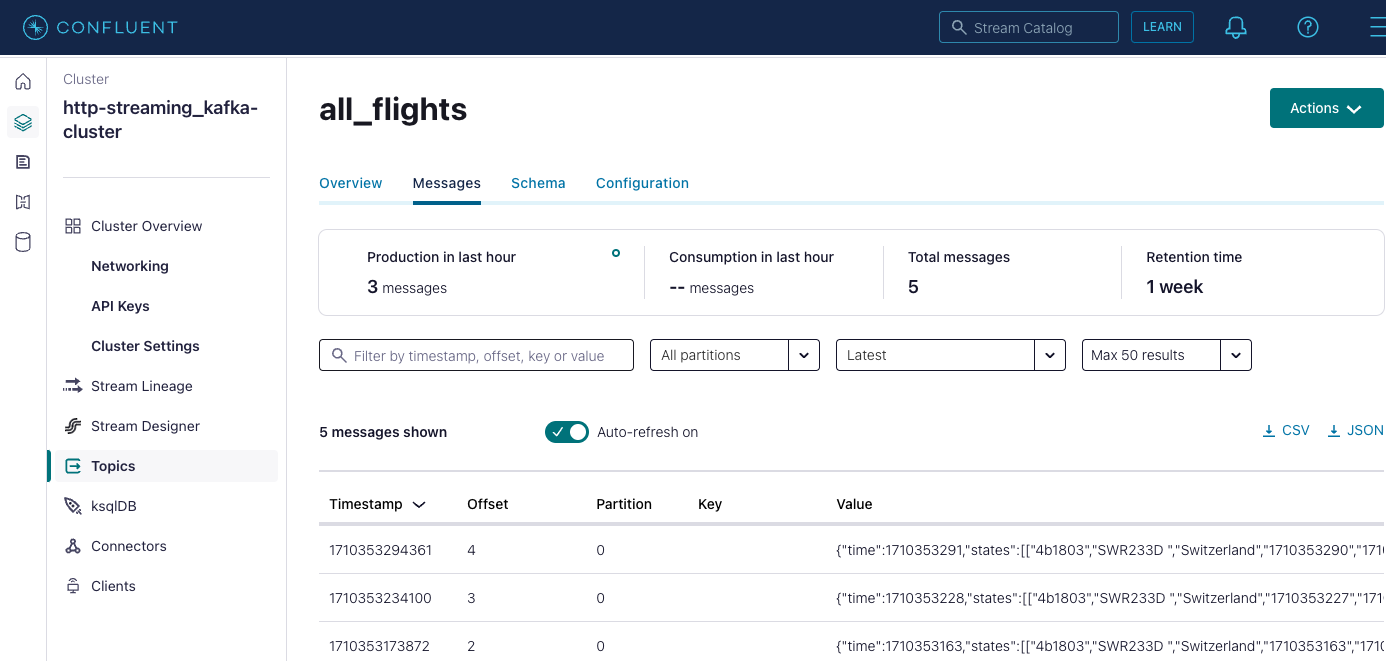 CONFLUENT
Stream Catalog
LEARN
Cluster
http-streaming_kafka-
cluster
Cluster Overview
Networking
API Keys
Cluster Settings
Stream Lineage
Stream Designer
Topics
ksqlDB
Connectors
Clients
all_flights
Actions
Overview Messages Schema Configuration
Production in last hour
3 messages
Consumption in last hour
-- messages
Total messages
5
Retention time
1 week
Filter by timestamp, offset, key or value
All partitions
Latest
Max 50 results
5 messages shown
Auto-refresh on
CSV
JSON
Timestamp Offset Partition Key Value
1710353294361 4 0 {"time":1710353291,"states":[["4b1803","SWR233D ","Switzerland","1710353290","171
1710353234100 3 0 {"time":1710353228,"states":[["4b1803","SWR233D ","Switzerland","1710353227","171
1710353173872 2 0 {"time":1710353163,"states":[["4b1803","SWR233D ","Switzerland","1710353163","171